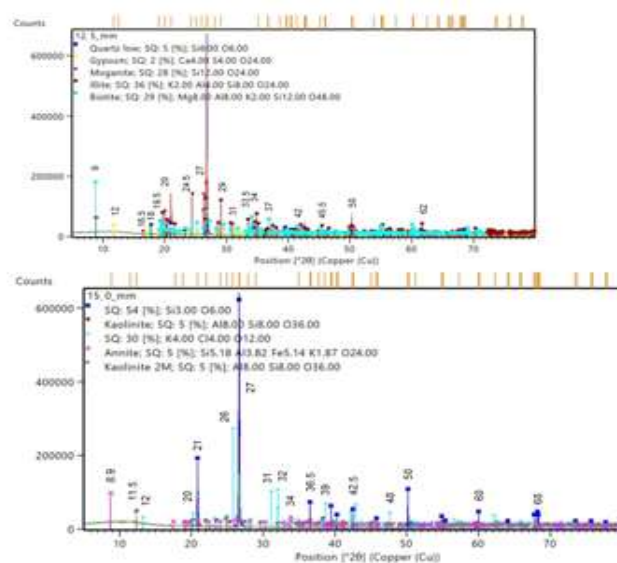 12_5_mm
600000
Quartz low; SQ: 5 [%]; Si6.00 O6.00
Gypsum; SQ: 2 [%]; Ca4.00 S4.00 O24.00
Moganite; SQ: 28 [%]; Si12.00 O24.00
Illite; SQ: 36 [%]; K2.00 Al4.00 Si8.00 O24.00
Biotite; SQ: 29 [%]; Mg8.00 Al8.00 K2.00 Si12.00 O48.00
400000
200000
9 12 16.5 18 19.5 20 24.5 27 29 31 33.5 34 37 42 45.5 50 62
0
10 20 30 40 50 60 70
Position [°2θ] (Copper (Cu))
Counts
15_0_mm
600000
SQ: 54 [%]; Si3.00 O6.00
Kaolinite; SQ: 5 [%]; Al8.00 Si8.00 O36.00
SQ: 30 [%]; K4.00 Cl4.00 O12.00
Annite; SQ: 5 [%]; Si5.18 Al3.82 Fe5.14 K1.87 O24.00
Kaolinite 2M; SQ: 5 [%]; Al8.00 Si8.00 O36.00
400000
200000
8.9 11.5 12 20 21 26 27 31 32 34 36.5 39 42.5 48 50 60 68
0
10 20 30 40 50 60 70
Position [°2θ] (Copper (Cu))